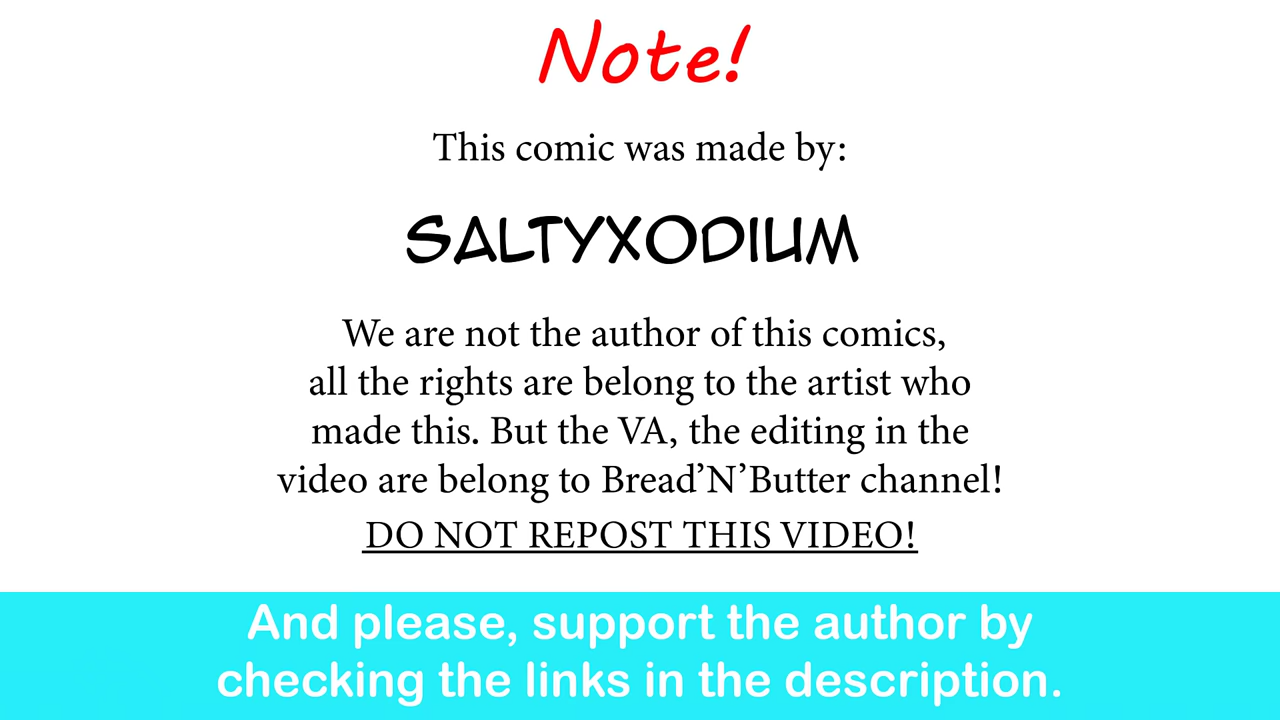 Note!
This comic was made by:
SALTYXODIUM
We are not the author of this comics,
all the rights are belong to the artist who
made this. But the VA, the editing in the
video are belong to Bread’N’Butter channel!
DO NOT REPOST THIS VIDEO!
And please, support the author by
checking the links in the description.